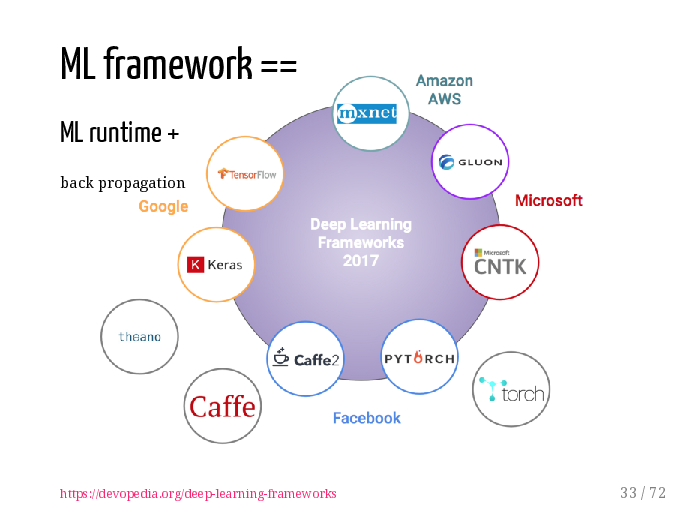 ML framework ==
ML runtime +
back propagation
Amazon
AWS
mxnet
GLUON
TensorFlow
Google
Microsoft
Deep Learning
Frameworks
2017
Keras
Microsoft
CNTK
theano
Caffe2
PYTORCH
Caffe
torch
Facebook
https://devopedia.org/deep-learning-frameworks
33 / 72